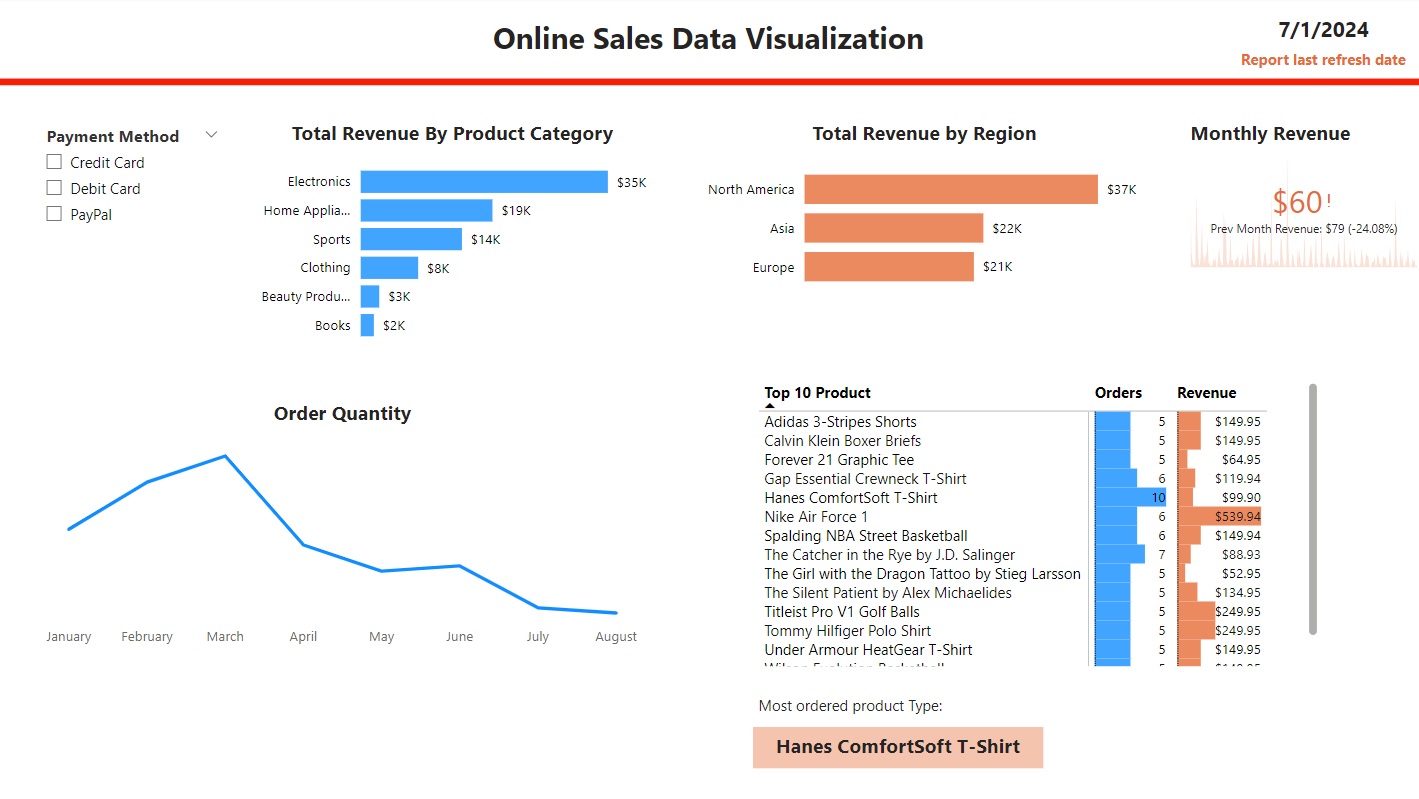 Online Sales Data Visualization
7/1/2024
Report last refresh date
Payment Method
Credit Card
Debit Card
PayPal
Total Revenue By Product Category
Electronics $35K
Home Applia... $19K
Sports $14K
Clothing $8K
Beauty Produ... $3K
Books $2K
Total Revenue by Region
North America $37K
Asia $22K
Europe $21K
Monthly Revenue
$60!
Prev Month Revenue: $79 (-24.08%)
Order Quantity
January February March April May June July August
Top 10 Product Orders Revenue
Adidas 3-Stripes Shorts 5 $149.95
Calvin Klein Boxer Briefs 5 $149.95
Forever 21 Graphic Tee 5 $64.95
Gap Essential Crewneck T-Shirt 6 $119.94
Hanes ComfortSoft T-Shirt 10 $99.90
Nike Air Force 1 6 $539.94
Spalding NBA Street Basketball 6 $149.94
The Catcher in the Rye by J.D. Salinger 7 $88.93
The Girl with the Dragon Tattoo by Stieg Larsson 5 $52.95
The Silent Patient by Alex Michaelides 5 $134.95
Titleist Pro V1 Golf Balls 5 $249.95
Tommy Hilfiger Polo Shirt 5 $249.95
Under Armour HeatGear T-Shirt 5 $149.95
Most ordered product Type:
Hanes ComfortSoft T-Shirt